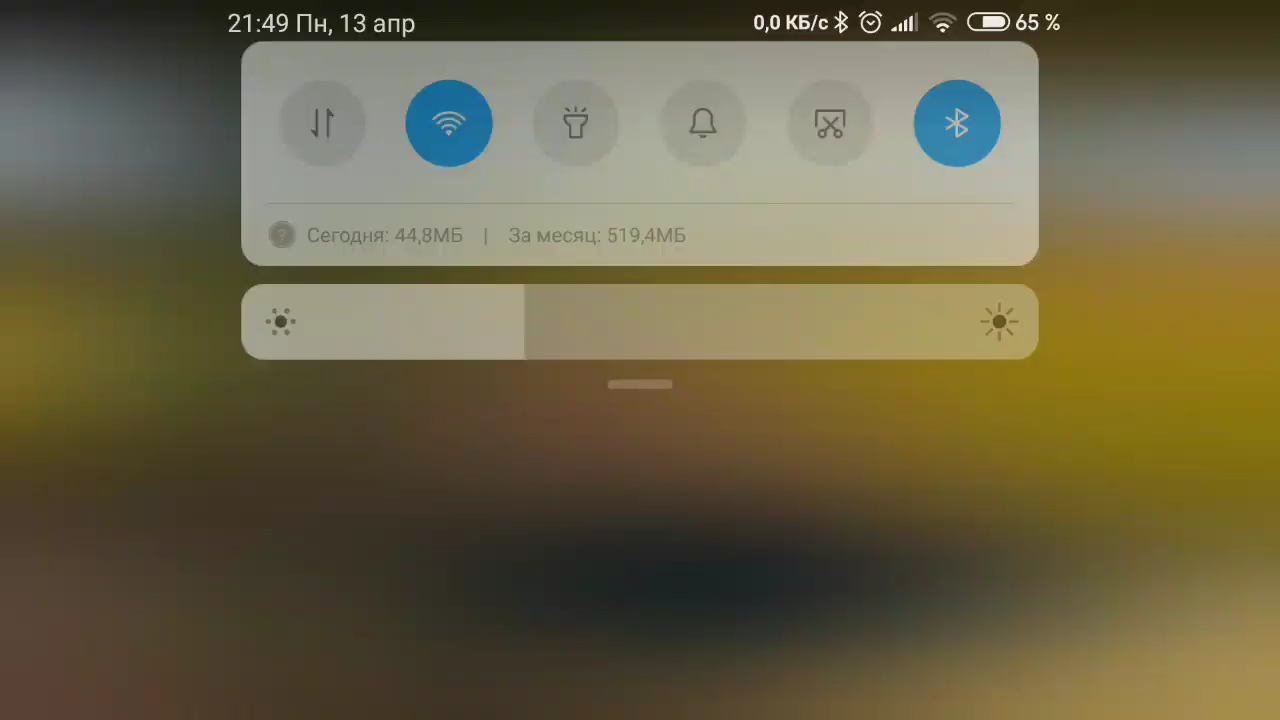 21:49 Пн, 13 апр 0,0 КБ/с 65 %
Сегодня: 44,8МБ | За месяц: 519,4МБ